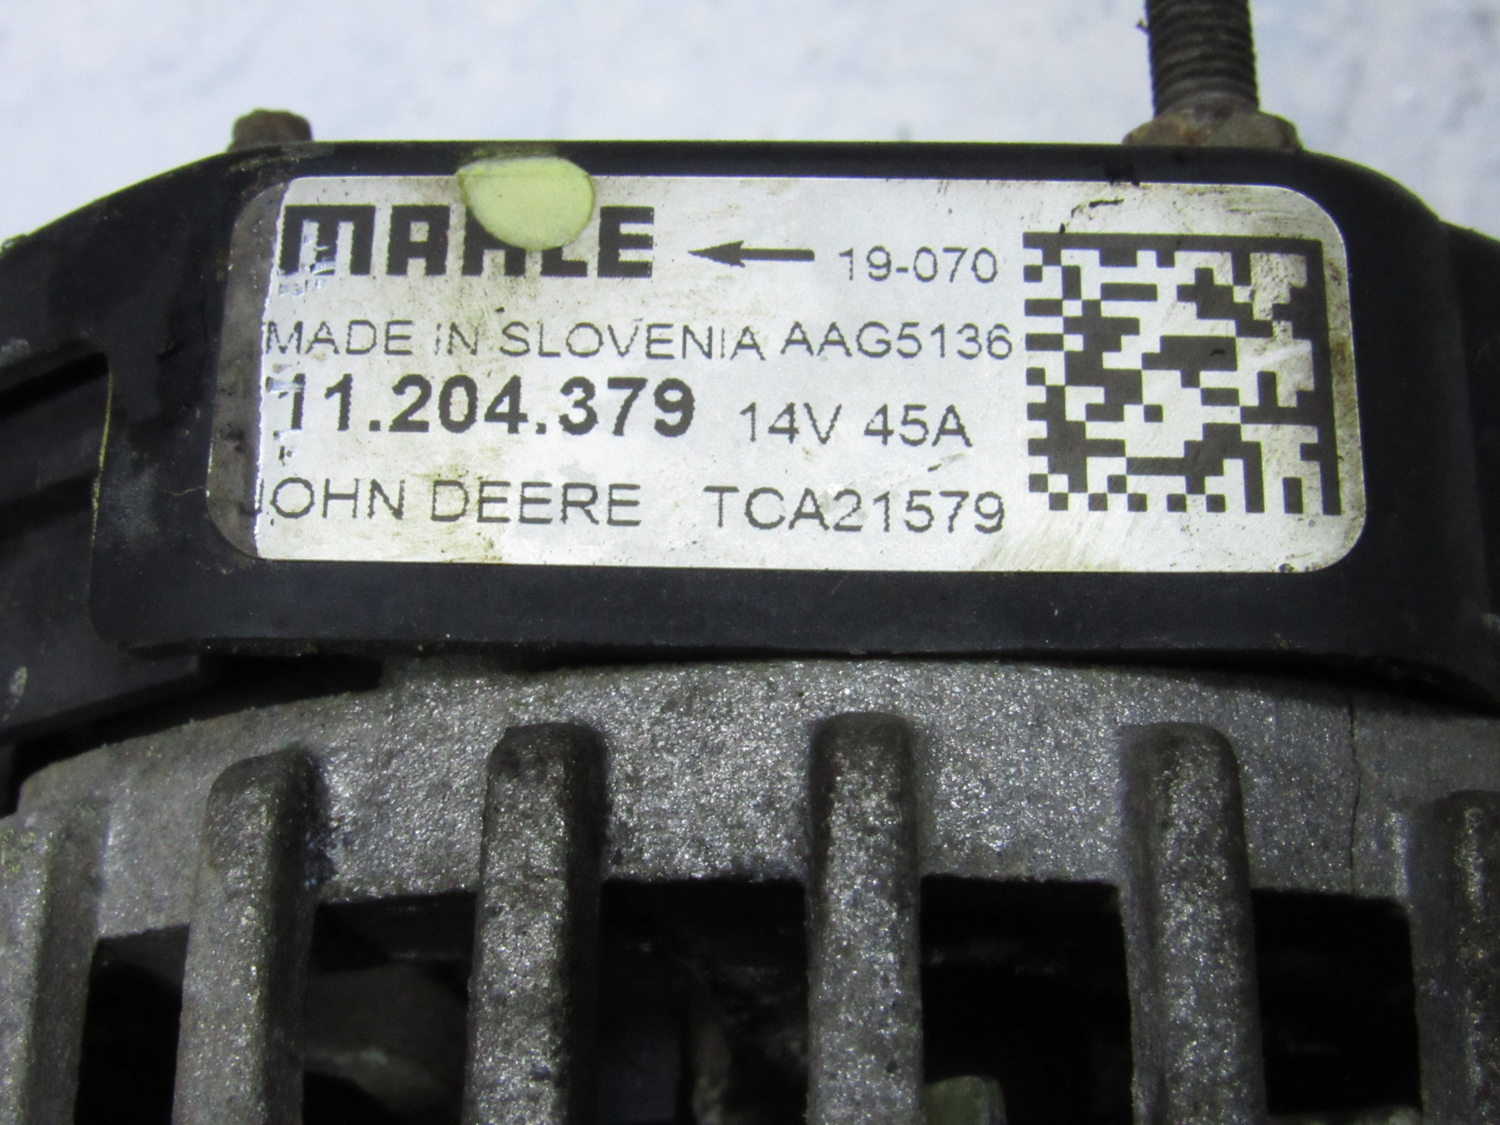 MAHLE 19-070
MADE IN SLOVENIA AAG5136
11.204.379 14V 45A
JOHN DEERE TCA21579